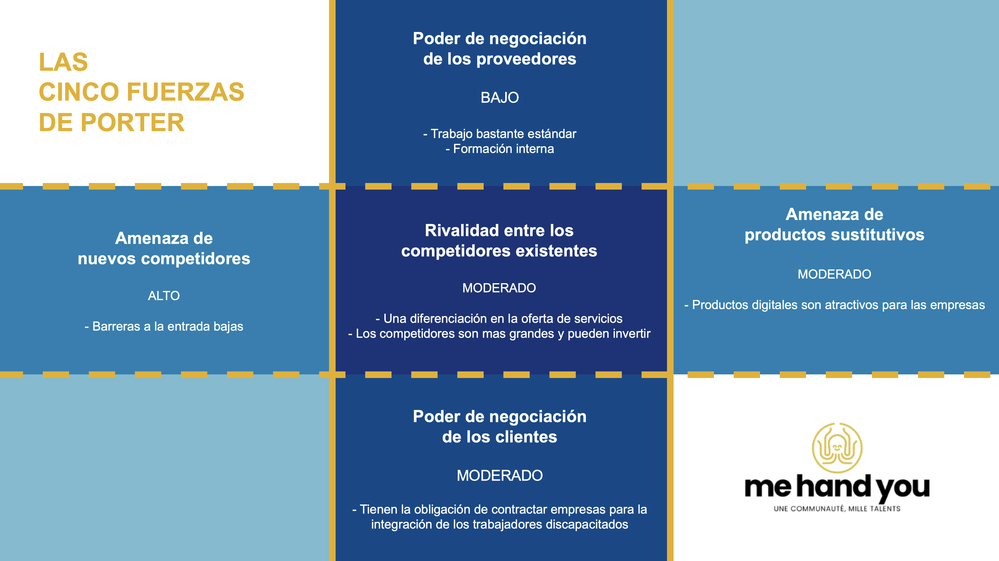 LAS
CINCO FUERZAS
DE PORTER
Poder de negociación
de los proveedores
BAJO
- Trabajo bastante estándar
- Formación interna
Amenaza de
nuevos competidores
ALTO
- Barreras a la entrada bajas
Rivalidad entre los
competidores existentes
MODERADO
- Una diferenciación en la oferta de servicios
- Los competidores son mas grandes y pueden invertir
Amenaza de
productos sustitutivos
MODERADO
- Productos digitales son atractivos para las empresas
Poder de negociación
de los clientes
MODERADO
- Tienen la obligación de contractar empresas para la
integración de los trabajadores discapacitados
me hand you
UNE COMMUNAUTÉ, MILLE TALENTS